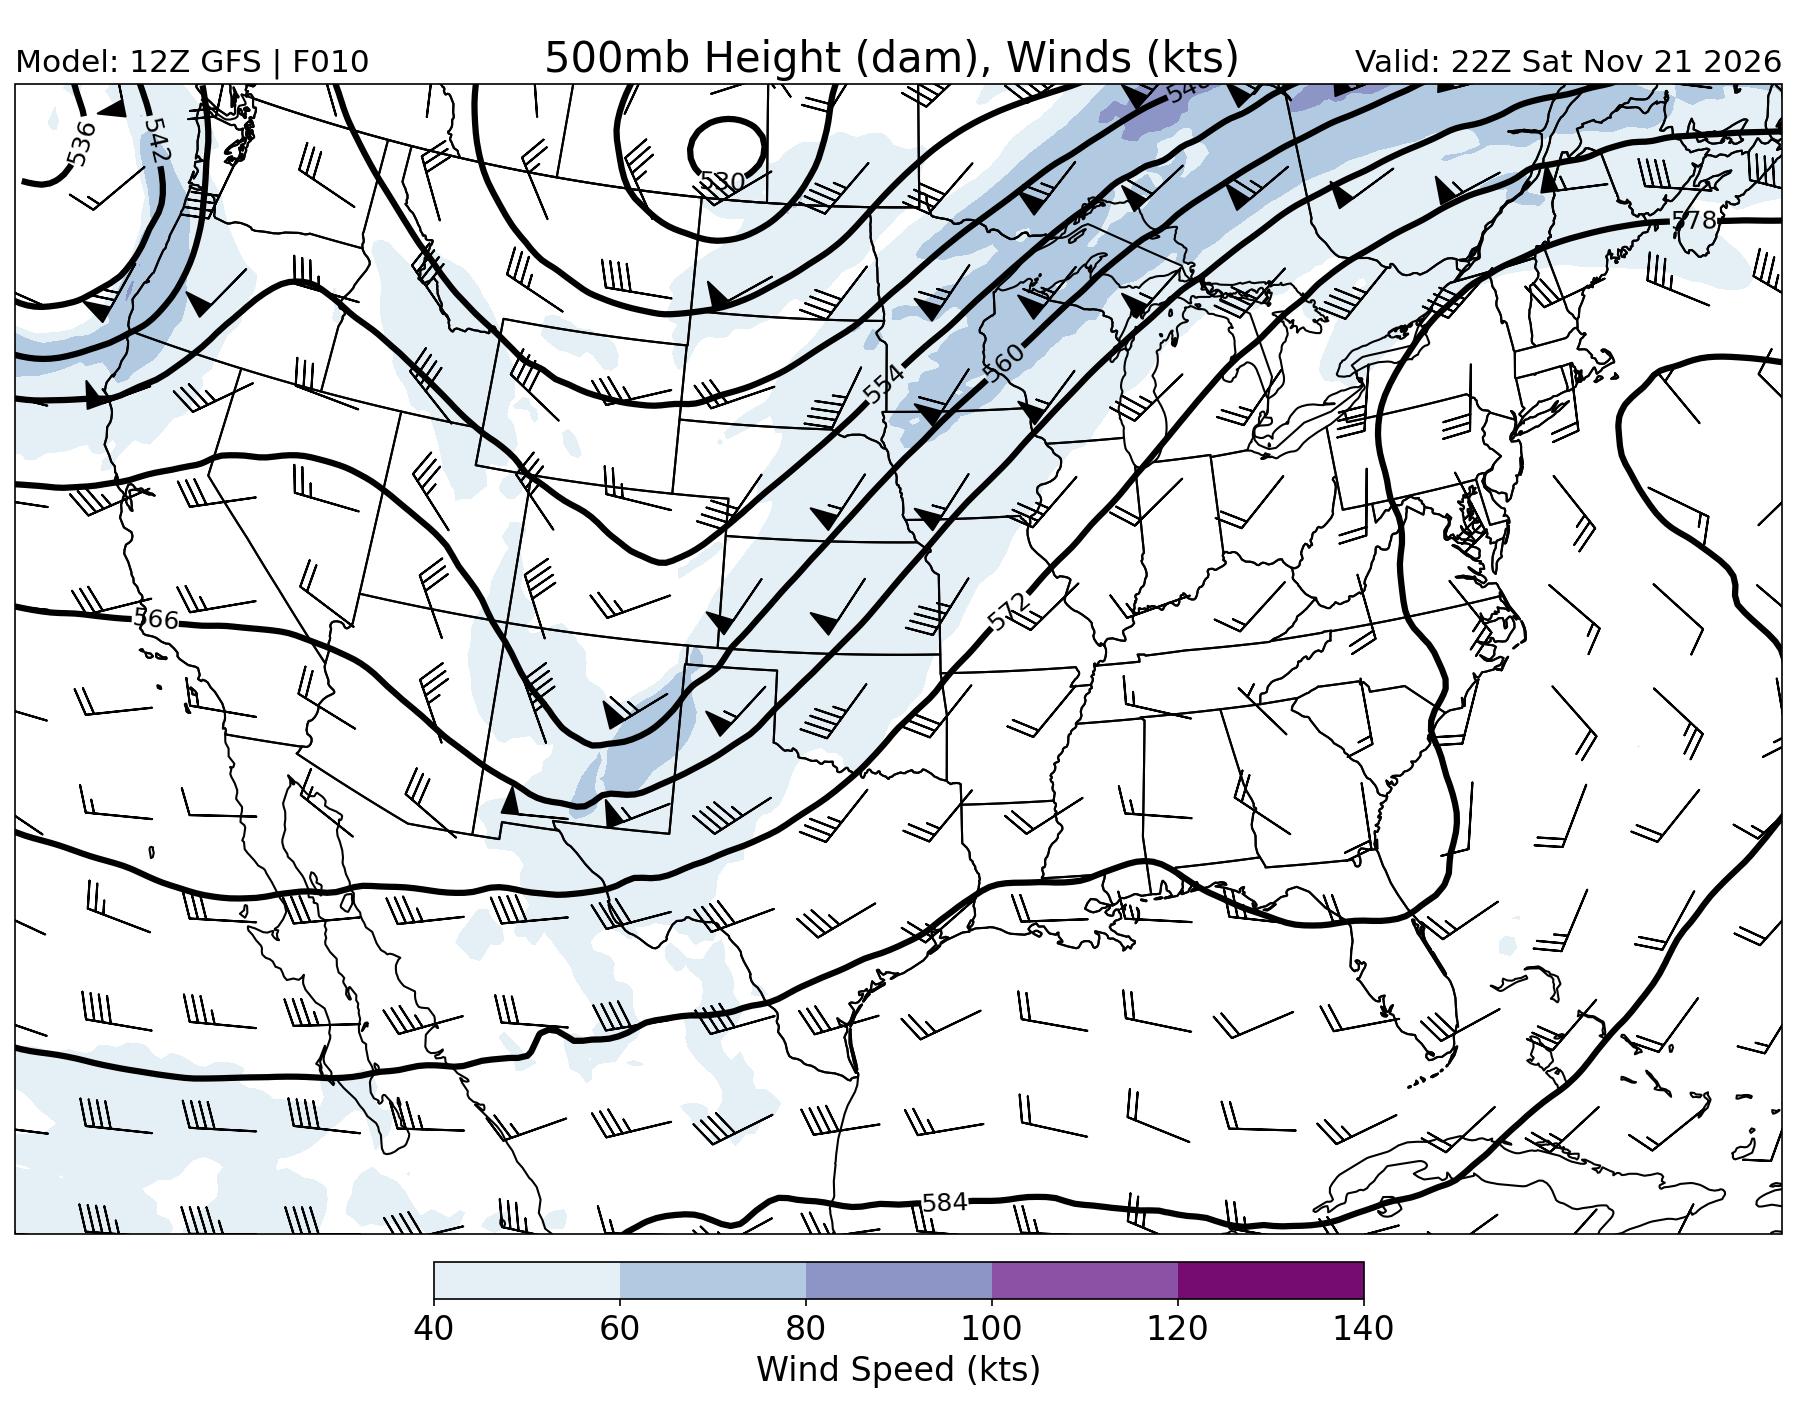 Model: 12Z GFS | F010
500mb Height (dam), Winds (kts)
Valid: 22Z Sat Nov 21 2026
536
542
530
578
554
560
572
566
584
40 60 80 100 120 140
Wind Speed (kts)